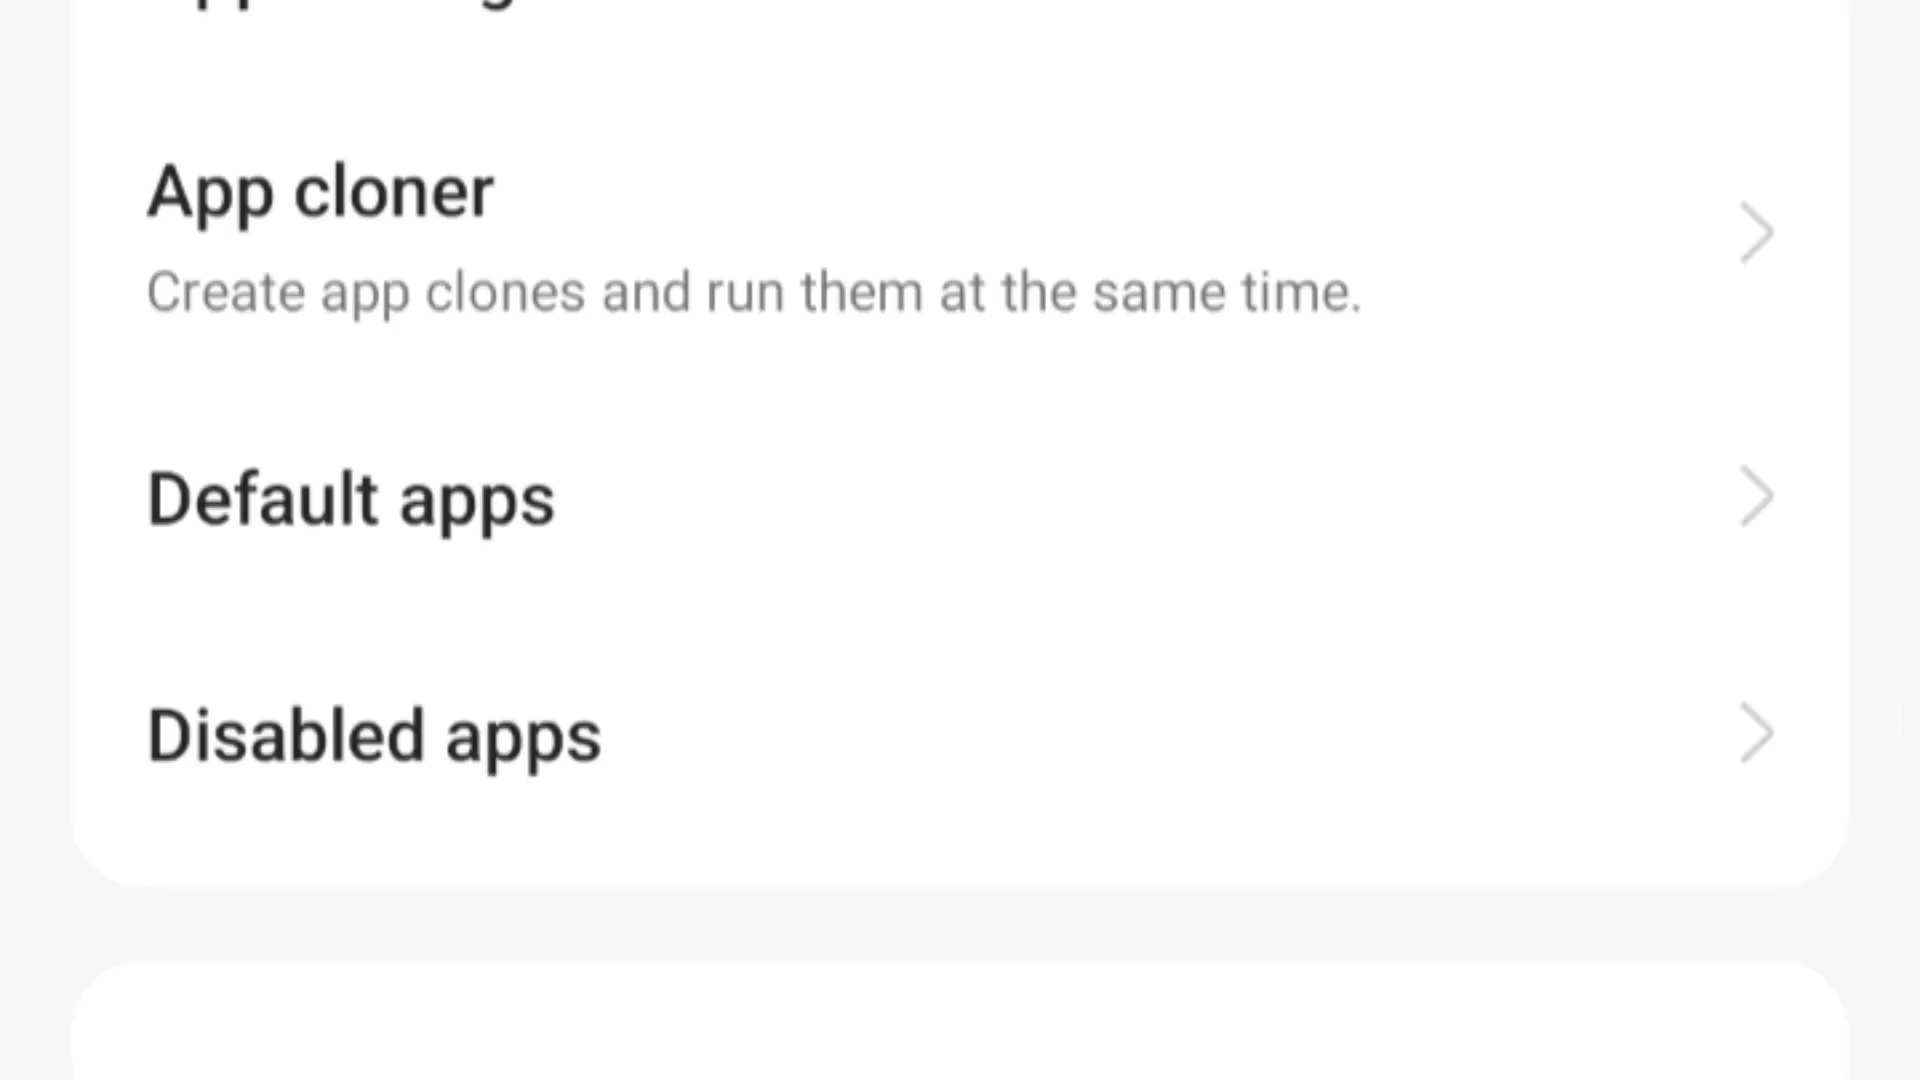 App cloner
Create app clones and run them at the same time.
Default apps
Disabled apps